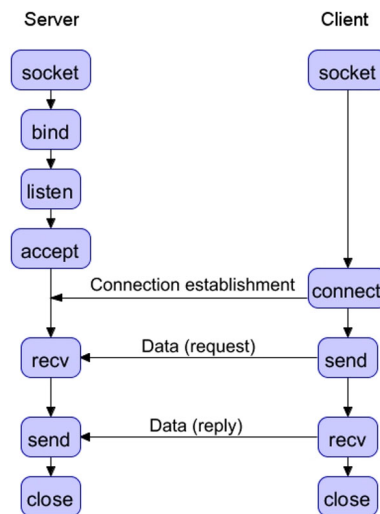 Server
Client
socket
socket
bind
listen
accept
Connection establishment
connect
recv
Data (request)
send
send
Data (reply)
recv
close
close